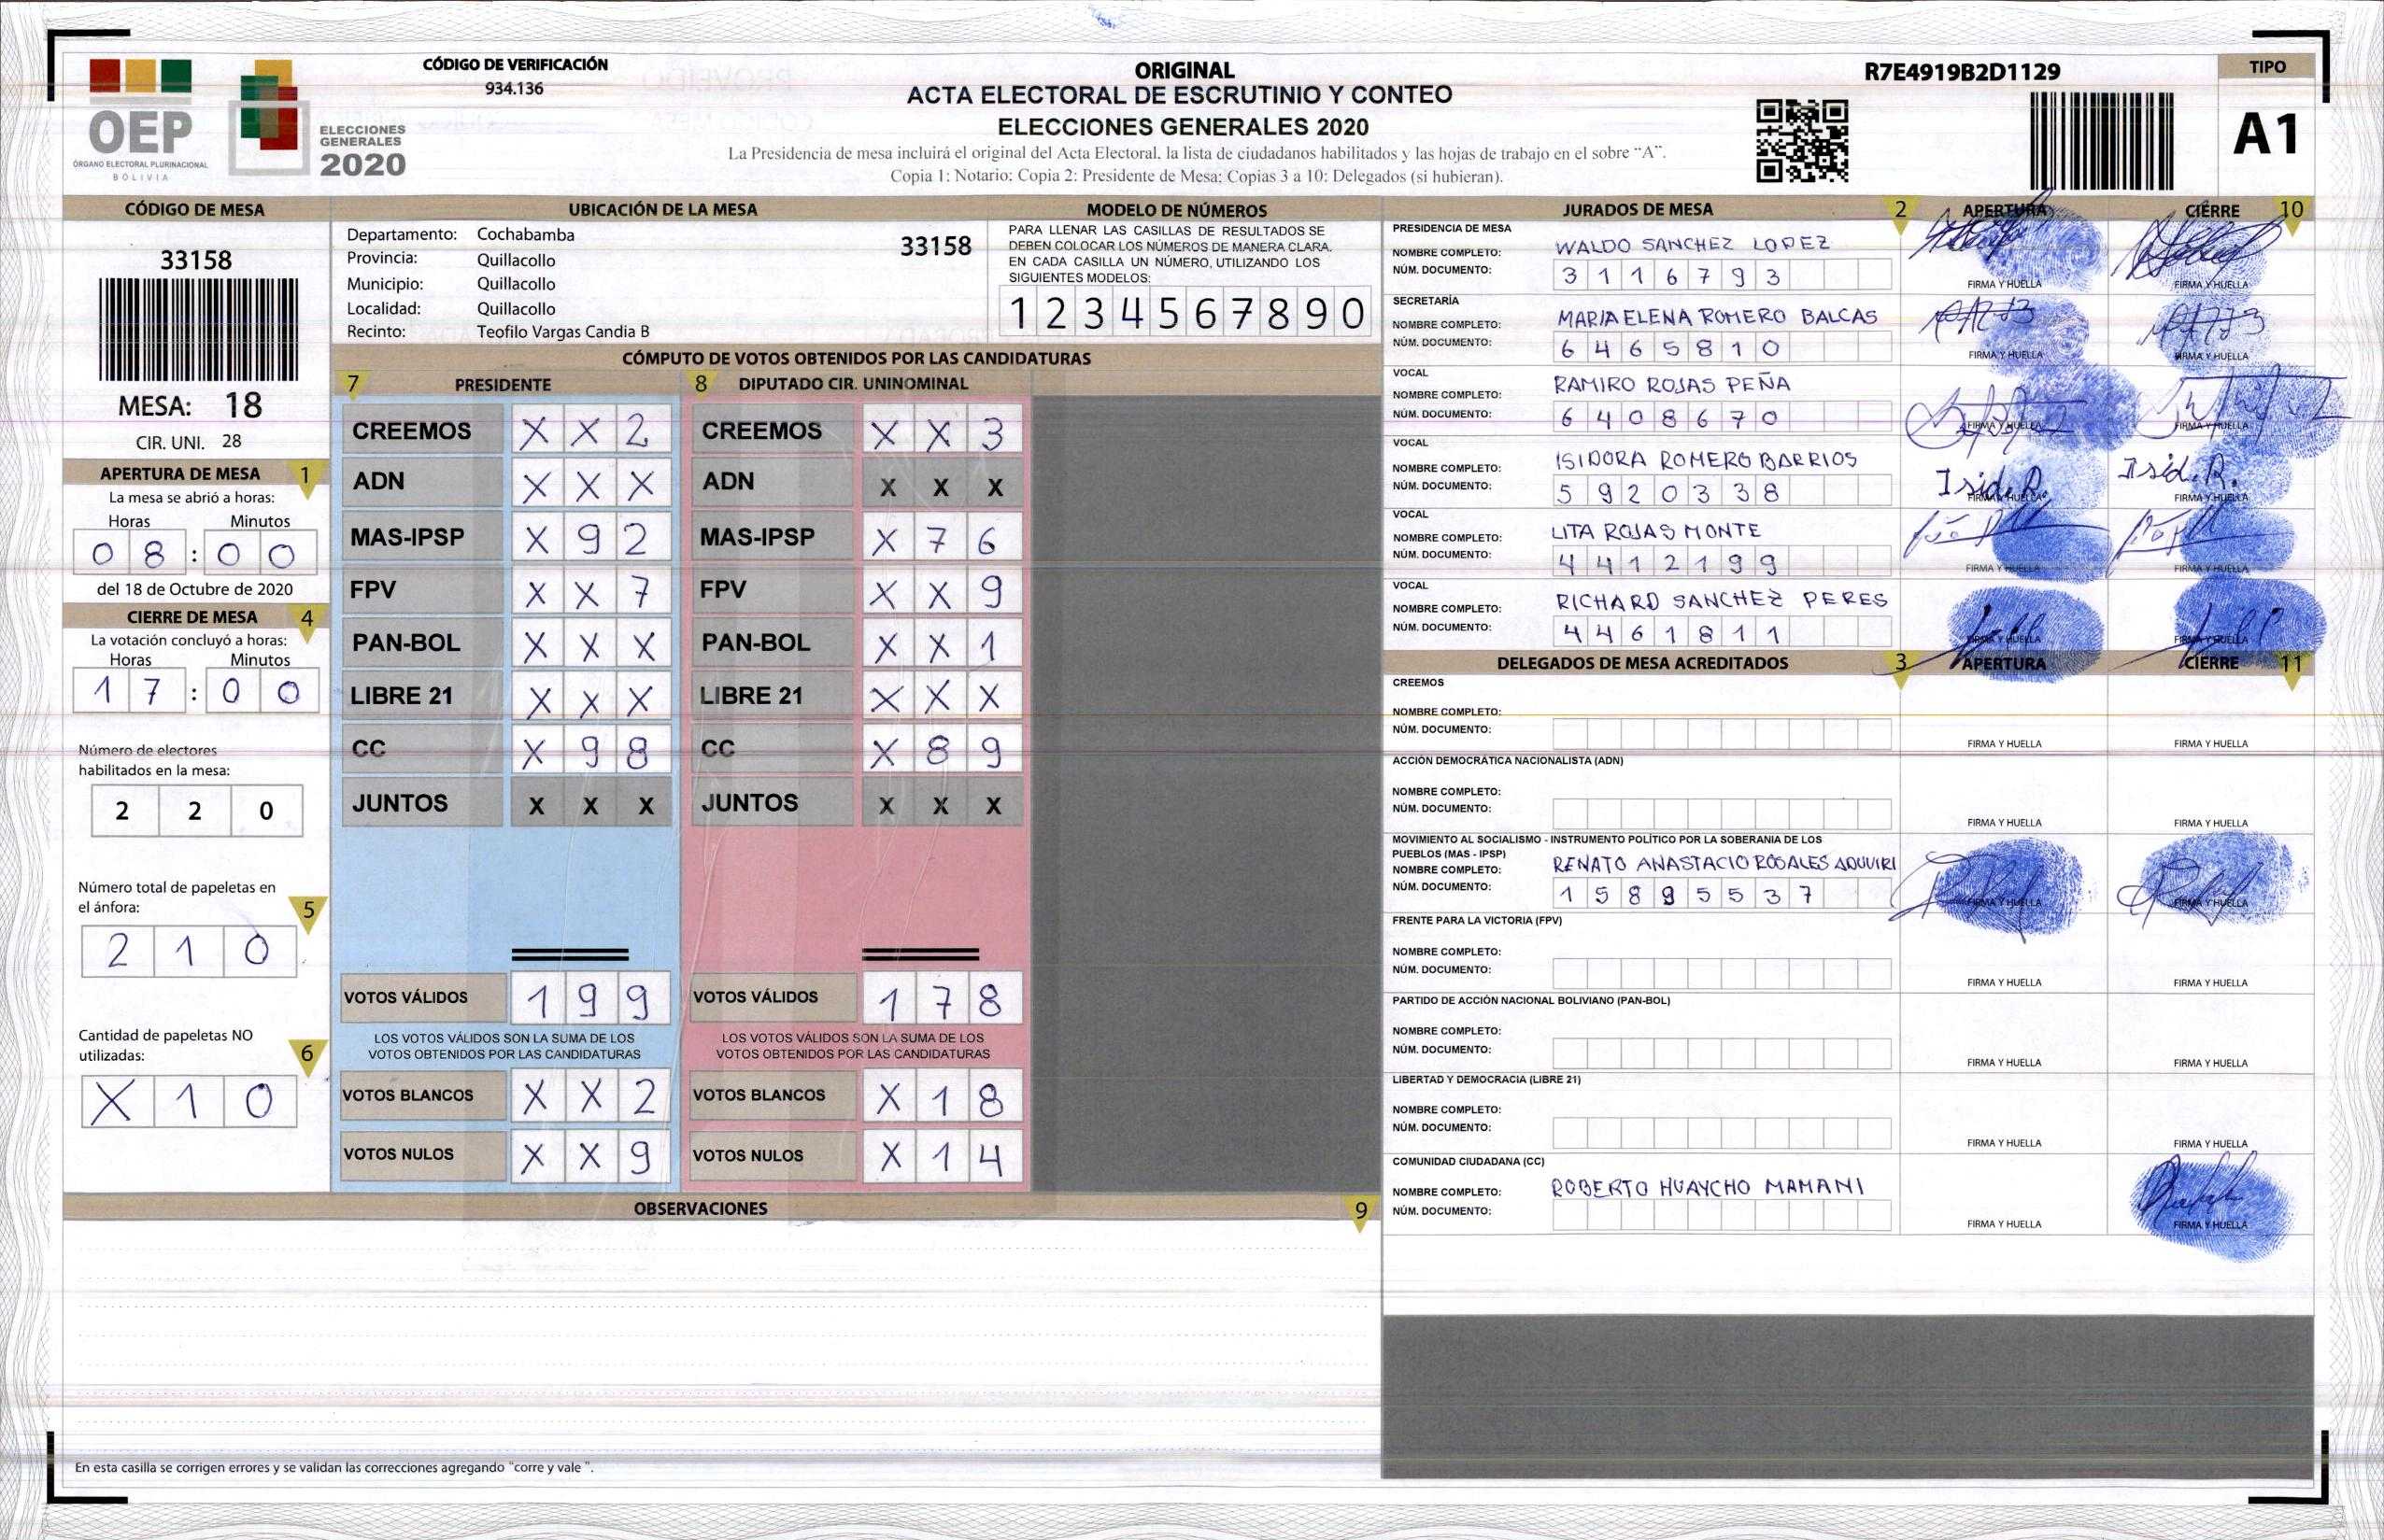 CÓDIGO DE VERIFICACIÓN
934.136
OEP
ÓRGANO ELECTORAL PLURINACIONAL
BOLIVIA
ELECCIONES
GENERALES
2020
ORIGINAL
ACTA ELECTORAL DE ESCRUTINIO Y CONTEO
ELECCIONES GENERALES 2020
La Presidencia de mesa incluirá el original del Acta Electoral, la lista de ciudadanos habilitados y las hojas de trabajo en el sobre "A".
Copia 1: Notario; Copia 2: Presidente de Mesa; Copias 3 a 10: Delegados (si hubieran).
R7E4919B2D1129
TIPO
A1
CÓDIGO DE MESA
33158
MESA: 18
CIR. UNI. 28
APERTURA DE MESA 1
La mesa se abrió a horas:
Horas Minutos
0 8 : 0 0
del 18 de Octubre de 2020
CIERRE DE MESA 4
La votación concluyó a horas:
Horas Minutos
1 7 : 0 0
Número de electores
habilitados en la mesa:
2 2 0
Número total de papeletas en
el ánfora: 5
2 1 0
Cantidad de papeletas NO
utilizadas: 6
X 1 0
UBICACIÓN DE LA MESA
Departamento: Cochabamba 33158
Provincia: Quillacollo
Municipio: Quillacollo
Localidad: Quillacollo
Recinto: Teofilo Vargas Candia B
MODELO DE NÚMEROS
PARA LLENAR LAS CASILLAS DE RESULTADOS SE
DEBEN COLOCAR LOS NÚMEROS DE MANERA CLARA.
EN CADA CASILLA UN NÚMERO, UTILIZANDO LOS
SIGUIENTES MODELOS:
1 2 3 4 5 6 7 8 9 0
CÓMPUTO DE VOTOS OBTENIDOS POR LAS CANDIDATURAS
7 PRESIDENTE 8 DIPUTADO CIR. UNINOMINAL
CREEMOS X X 2 CREEMOS X X 3
ADN X X X ADN X X X
MAS-IPSP X 9 2 MAS-IPSP X 7 6
FPV X X 7 FPV X X 9
PAN-BOL X X X PAN-BOL X X 1
LIBRE 21 X X X LIBRE 21 X X X
CC X 9 8 CC X 8 9
JUNTOS X X X JUNTOS X X X
VOTOS VÁLIDOS 1 9 9 VOTOS VÁLIDOS 1 7 8
LOS VOTOS VÁLIDOS SON LA SUMA DE LOS LOS VOTOS VÁLIDOS SON LA SUMA DE LOS
VOTOS OBTENIDOS POR LAS CANDIDATURAS VOTOS OBTENIDOS POR LAS CANDIDATURAS
VOTOS BLANCOS X X 2 VOTOS BLANCOS X 1 8
VOTOS NULOS X X 9 VOTOS NULOS X 1 4
OBSERVACIONES 9
En esta casilla se corrigen errores y se validan las correcciones agregando "corre y vale ".
JURADOS DE MESA 2 APERTURA CIERRE 10
PRESIDENCIA DE MESA
NOMBRE COMPLETO: WALDO SANCHEZ LOPEZ
NÚM. DOCUMENTO: 3 1 1 6 7 9 3
FIRMA Y HUELLA FIRMA Y HUELLA
SECRETARÍA
NOMBRE COMPLETO: MARIA ELENA ROMERO BALCAS
NÚM. DOCUMENTO: 6 4 6 5 8 1 0
FIRMA Y HUELLA FIRMA Y HUELLA
VOCAL
NOMBRE COMPLETO: RAMIRO ROJAS PEÑA
NÚM. DOCUMENTO: 6 4 0 8 6 7 0
FIRMA Y HUELLA FIRMA Y HUELLA
VOCAL
NOMBRE COMPLETO: ISIDORA ROMERO BARRIOS
NÚM. DOCUMENTO: 5 9 2 0 3 3 8
Isid. R. Isid. R.
FIRMA Y HUELLA FIRMA Y HUELLA
VOCAL
NOMBRE COMPLETO: LITA ROJAS MONTE
NÚM. DOCUMENTO: 4 4 1 2 1 9 9
FIRMA Y HUELLA FIRMA Y HUELLA
VOCAL
NOMBRE COMPLETO: RICHARD SANCHEZ PERES
NÚM. DOCUMENTO: 4 4 6 1 8 1 1
FIRMA Y HUELLA FIRMA Y HUELLA
DELEGADOS DE MESA ACREDITADOS 3 APERTURA CIERRE 11
CREEMOS
NOMBRE COMPLETO:
NÚM. DOCUMENTO:
FIRMA Y HUELLA FIRMA Y HUELLA
ACCIÓN DEMOCRÁTICA NACIONALISTA (ADN)
NOMBRE COMPLETO:
NÚM. DOCUMENTO:
FIRMA Y HUELLA FIRMA Y HUELLA
MOVIMIENTO AL SOCIALISMO - INSTRUMENTO POLÍTICO POR LA SOBERANIA DE LOS
PUEBLOS (MAS - IPSP)
NOMBRE COMPLETO: RENATO ANASTACIO ROSALES ADUVIRI
NÚM. DOCUMENTO: 1 5 8 9 5 5 3 7
FIRMA Y HUELLA FIRMA Y HUELLA
FRENTE PARA LA VICTORIA (FPV)
NOMBRE COMPLETO:
NÚM. DOCUMENTO:
FIRMA Y HUELLA FIRMA Y HUELLA
PARTIDO DE ACCIÓN NACIONAL BOLIVIANO (PAN-BOL)
NOMBRE COMPLETO:
NÚM. DOCUMENTO:
FIRMA Y HUELLA FIRMA Y HUELLA
LIBERTAD Y DEMOCRACIA (LIBRE 21)
NOMBRE COMPLETO:
NÚM. DOCUMENTO:
FIRMA Y HUELLA FIRMA Y HUELLA
COMUNIDAD CIUDADANA (CC)
NOMBRE COMPLETO: ROBERTO HUAYCHO MAMANI
NÚM. DOCUMENTO:
FIRMA Y HUELLA FIRMA Y HUELLA